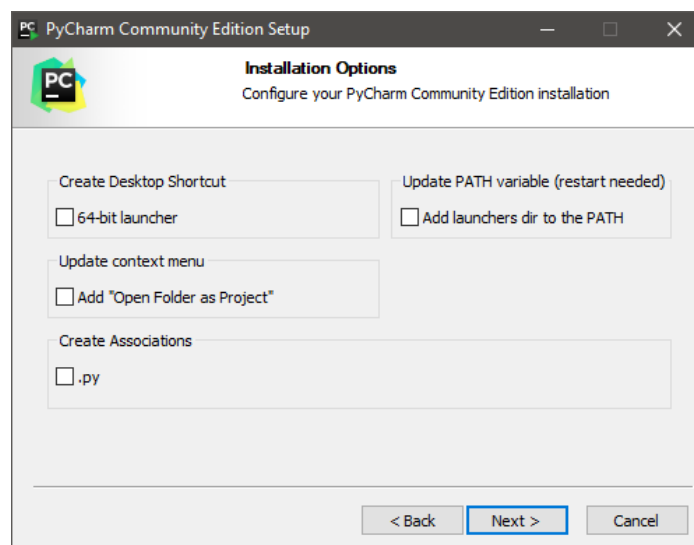 PC PyCharm Community Edition Setup
PC Installation Options
Configure your PyCharm Community Edition installation
Create Desktop Shortcut
64-bit launcher
Update PATH variable (restart needed)
Add launchers dir to the PATH
Update context menu
Add "Open Folder as Project"
Create Associations
.py
< Back
Next >
Cancel